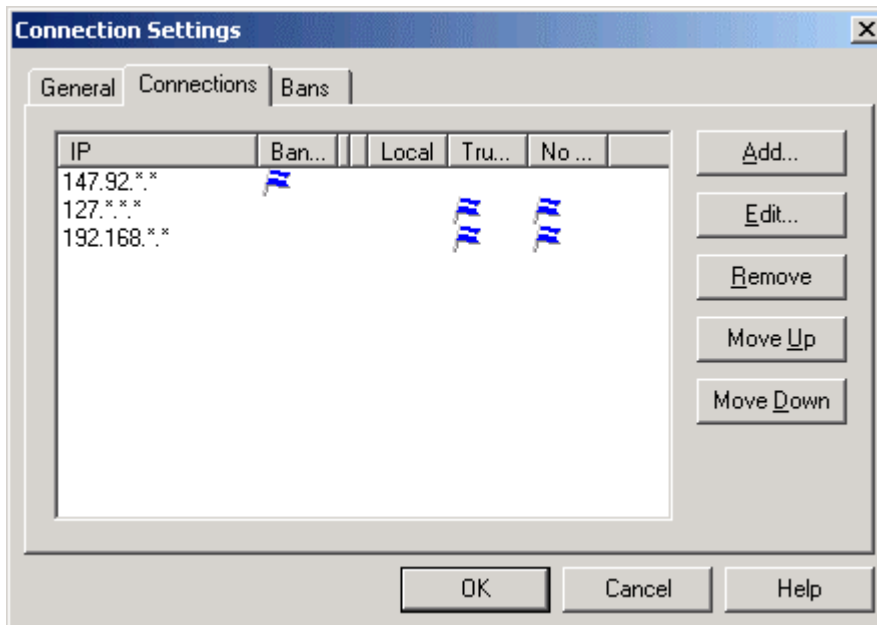 Connection Settings
General Connections Bans
IP Ban... Local Tru... No ...
147.92.*.*
127.*.*.*
192.168.*.*
Add...
Edit...
Remove
Move Up
Move Down
OK Cancel Help